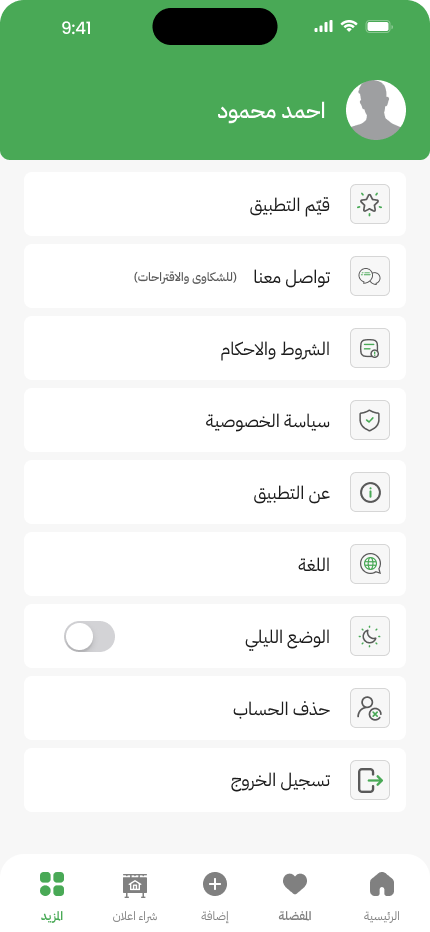 9:41
احمد محمود
قيّم التطبيق
تواصل معنا (للشكاوى والاقتراحات)
الشروط والاحكام
سياسة الخصوصية
عن التطبيق
اللغة
الوضع الليلي
حذف الحساب
تسجيل الخروج
الرئيسية المفضلة إضافة شراء اعلان المزيد